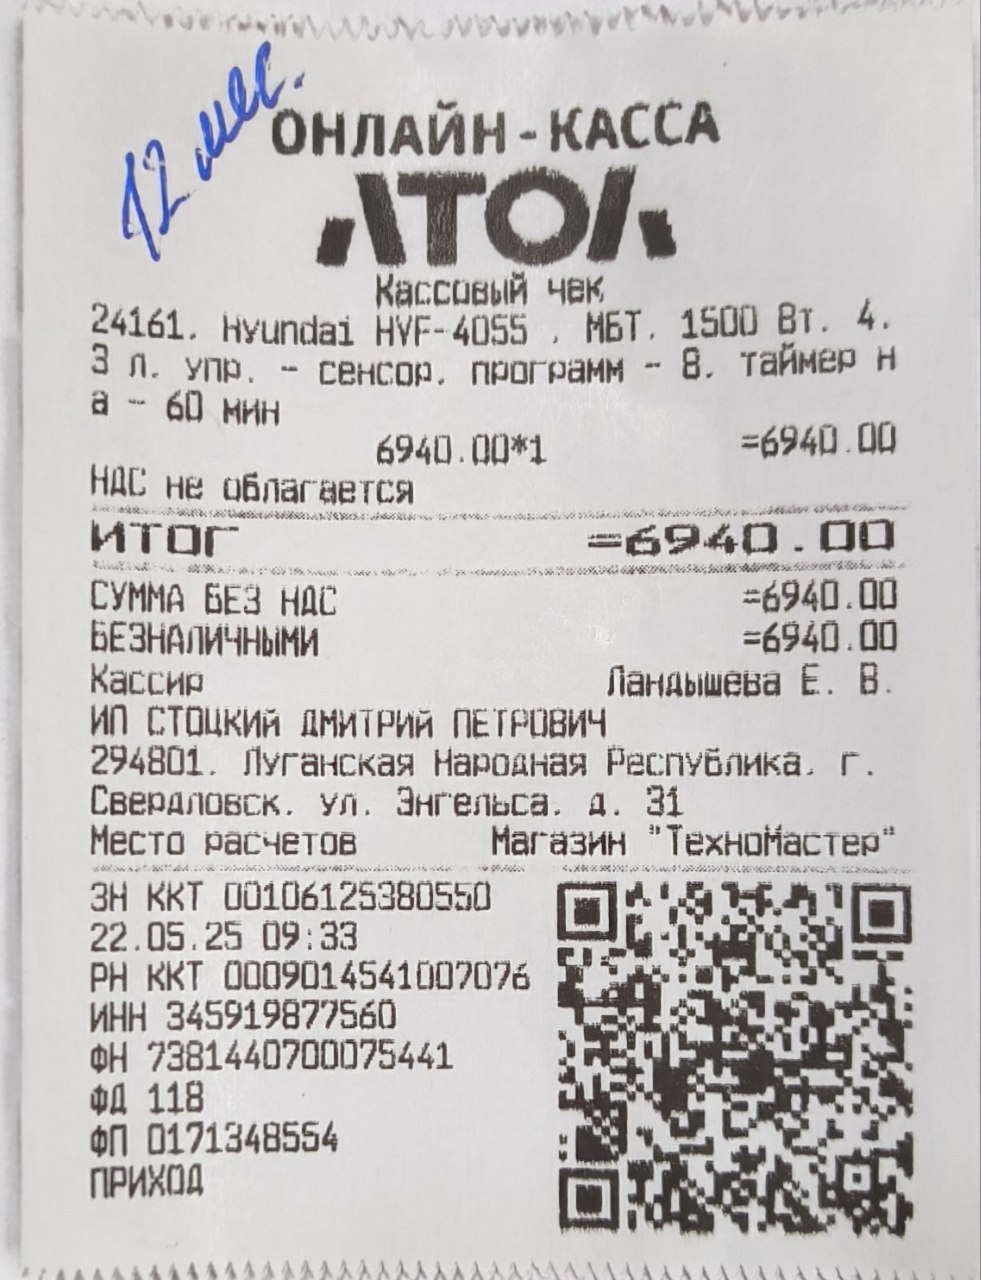 12 мес.
ОНЛАЙН-КАССА
АТОЛ
Кассовый чек
24161. Hyundai HYF-4055 , МБТ. 1500 Вт. 4.
3 л. упр. - сенсор. программ - 8. таймер н
а - 60 мин
6940.00*1 =6940.00
НДС не облагается
ИТОГ =6940.00
СУММА БЕЗ НДС =6940.00
БЕЗНАЛИЧНЫМИ =6940.00
Кассир Ландышева Е. В.
ИП СТОЦКИЙ ДМИТРИЙ ПЕТРОВИЧ
294801. Луганская Народная Республика. г.
Свердловск. ул. Энгельса. д. 31
Место расчетов Магазин "ТехноМастер"
ЗН ККТ 00106125380550
22.05.25 09:33
РН ККТ 0009014541007076
ИНН 345919877560
ФН 7381440700075441
ФД 118
ФП 0171348554
ПРИХОД